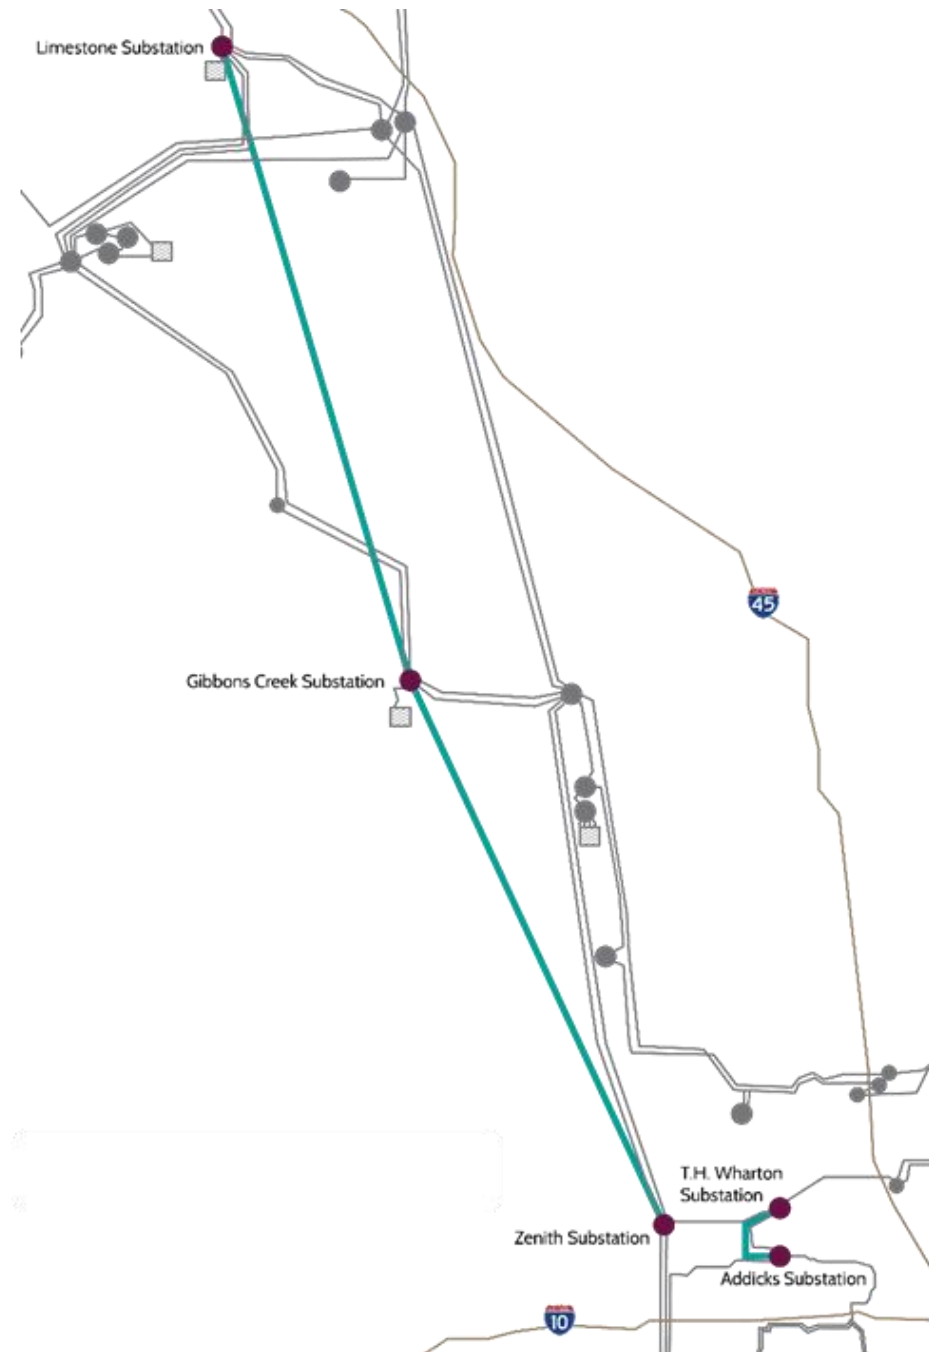 Limestone Substation
45
Gibbons Creek Substation
T.H. Wharton
Substation
Zenith Substation
Addicks Substation
10